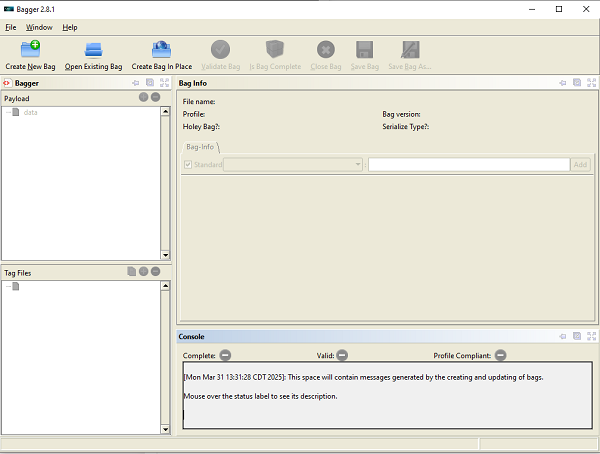 Bagger 2.8.1
File Window Help
Create New Bag Open Existing Bag Create Bag In Place Validate Bag Is Bag Complete Close Bag Save Bag Save Bag As...
Bagger
Payload
data
Tag Files
Bag Info
File name:
Profile: Bag version:
Holey Bag?: Serialize Type?:
Bag-Info
Standard : Add
Console
Complete: Valid: Profile Compliant:
[Mon Mar 31 13:31:28 CDT 2025]: This space will contain messages generated by the creating and updating of bags.
Mouse over the status label to see its description.